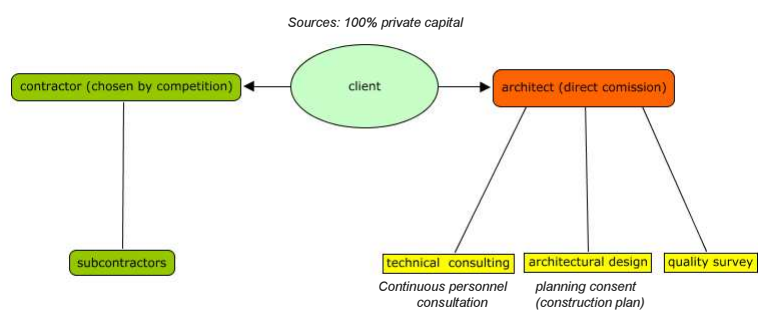 Sources: 100% private capital
contractor (chosen by competition)
client
architect (direct comission)
subcontractors
technical consulting
architectural design
quality survey
Continuous personnel
consultation
planning consent
(construction plan)